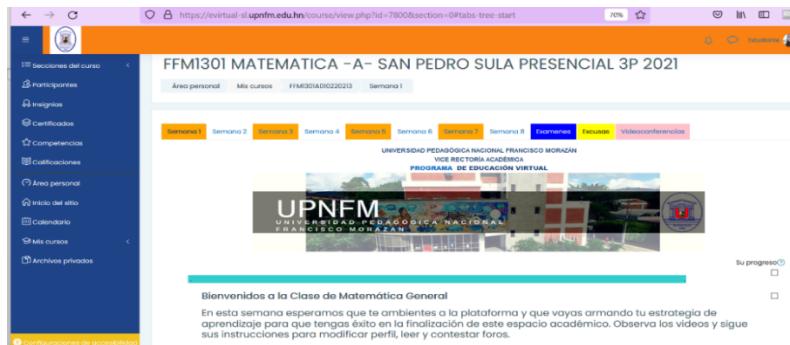 Sección
https://evirtual-sl.upnfm.edu.hn/course/view.php?id=7800&section=0#tabs-tree-start
70%
Estudiante
Secciones del curso
Participantes
Insignias
Certificados
Competencias
Calificaciones
Área personal
Inicio del sitio
Calendario
Mis cursos
Archivos privados
Configuraciones de accesibilidad
FFM1301 MATEMATICA -A- SAN PEDRO SULA PRESENCIAL 3P 2021
Área personal Mis cursos FFM1301AD10220213 Semana 1
Semana 1 Semana 2 Semana 3 Semana 4 Semana 5 Semana 6 Semana 7 Semana 8 Examenes Excusas Videoconferencias
UNIVERSIDAD PEDAGÓGICA NACIONAL FRANCISCO MORAZÁN
VICE RECTORÍA ACADÉMICA
PROGRAMA DE EDUCACIÓN VIRTUAL
UPNFM
UNIVERSIDAD PEDAGÓGICA NACIONAL
FRANCISCO MORAZAN
Su progreso
Bienvenidos a la Clase de Matemática General
En esta semana esperamos que te ambientes a la plataforma y que vayas armando tu estrategia de
aprendizaje para que tengas éxito en la finalización de este espacio académico. Observa los videos y sigue
sus instrucciones para modificar perfil, leer y contestar foros.